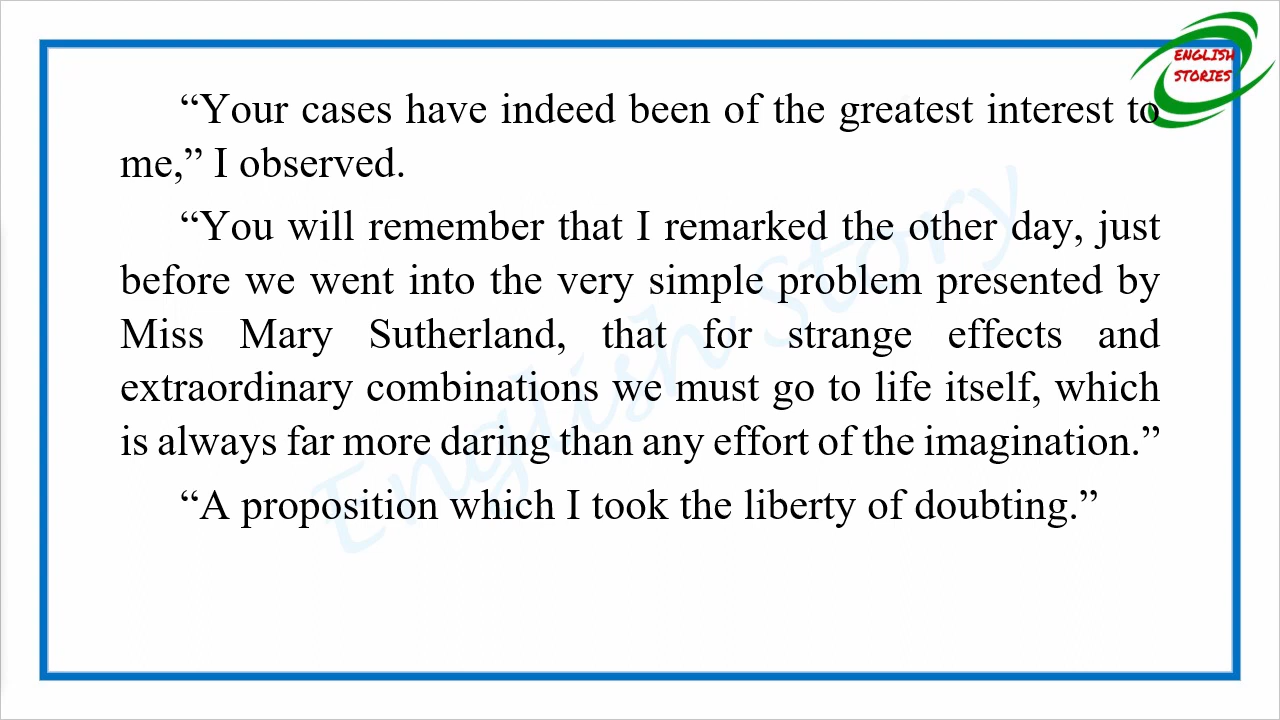 ENGLISH
STORIES
“Your cases have indeed been of the greatest interest to
me,” I observed.
“You will remember that I remarked the other day, just
before we went into the very simple problem presented by
Miss Mary Sutherland, that for strange effects and
extraordinary combinations we must go to life itself, which
is always far more daring than any effort of the imagination.”
“A proposition which I took the liberty of doubting.”
English Story